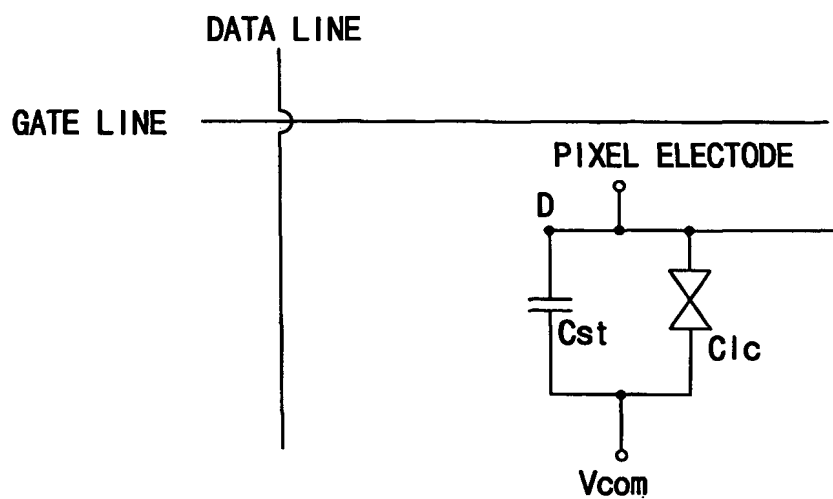 DATA LINE
GATE LINE
PIXEL ELECTODE
D
Cst
Clc
Vcom